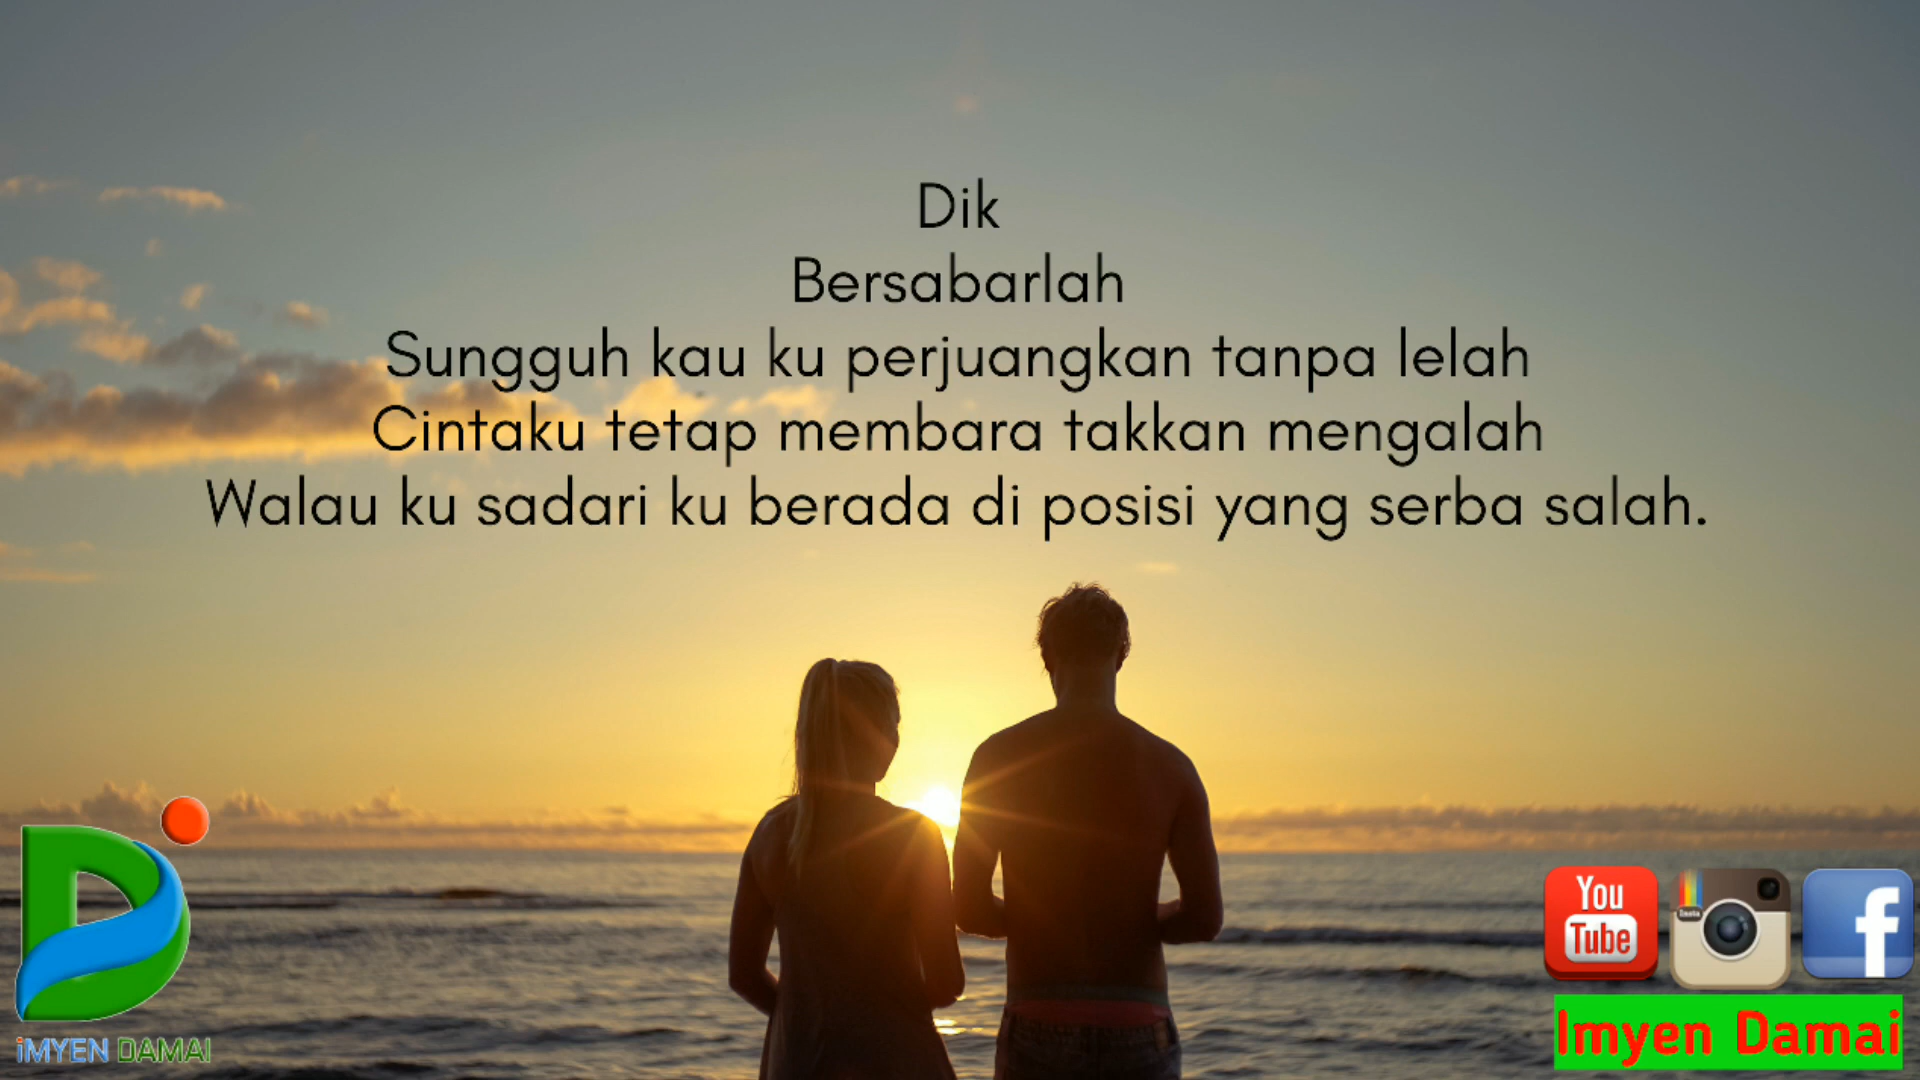 Dik
Bersabarlah
Sungguh kau ku perjuangkan tanpa lelah
Cintaku tetap membara takkan mengalah
Walau ku sadari ku berada di posisi yang serba salah.
You
Tube
Insta
f
iMYEN DAMAI
Imyen Damai